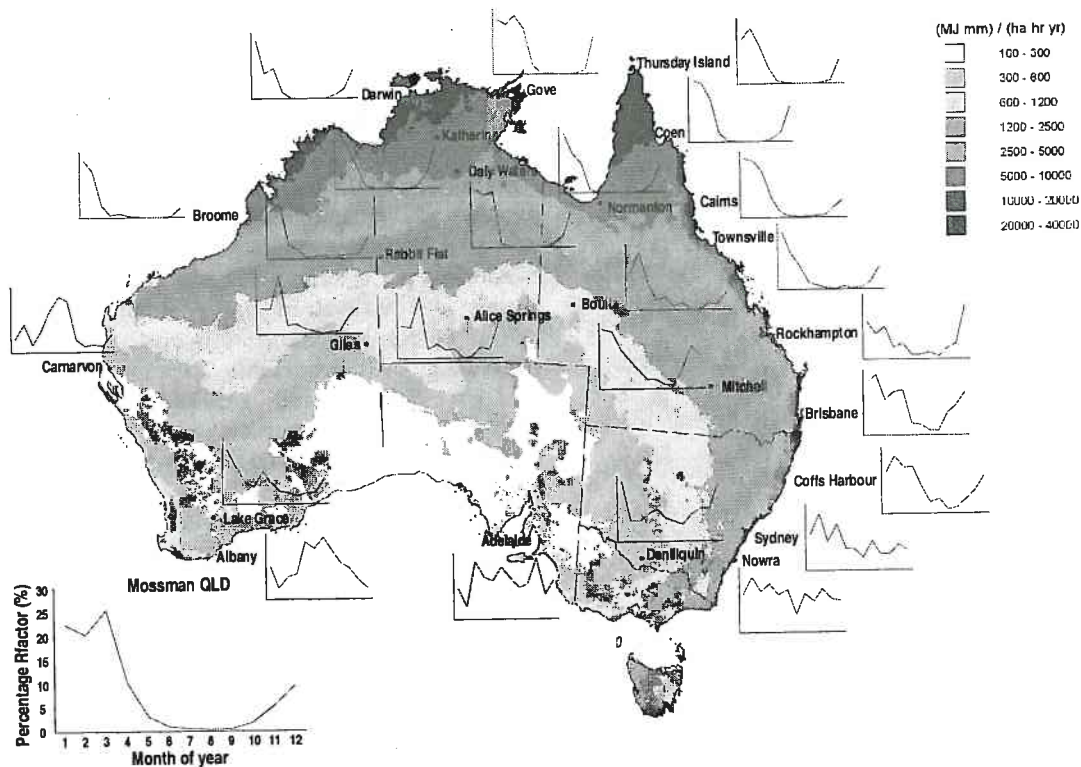 (MJ mm) / (ha hr yr)
100 - 300
300 - 600
600 - 1200
1200 - 2500
2500 - 5000
5000 - 10000
10000 - 20000
20000 - 40000
Thursday Island
Gove
Darwin
Katherine
Coen
Daly Waters
Cairns
Broome
Normanton
Townsville
Rabbit Flat
Alice Springs
Boulia
Rockhampton
Giles
Carnarvon
Mitchell
Brisbane
Coffs Harbour
Lake Grace
Adelaide
Sydney
Albany
Deniliquin
Nowra
Mossman QLD
30
25
20
15
10
5
0
Percentage Rfactor (%)
1 2 3 4 5 6 7 8 9 10 11 12
Month of year
0